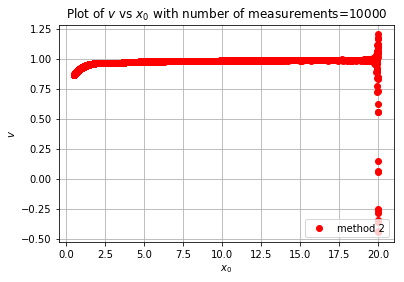 Plot of v vs x₀ with number of measurements=10000
1.25
1.00
0.75
0.50
0.25
0.00
-0.25
-0.50
v
0.0 2.5 5.0 7.5 10.0 12.5 15.0 17.5 20.0
x₀
method 2